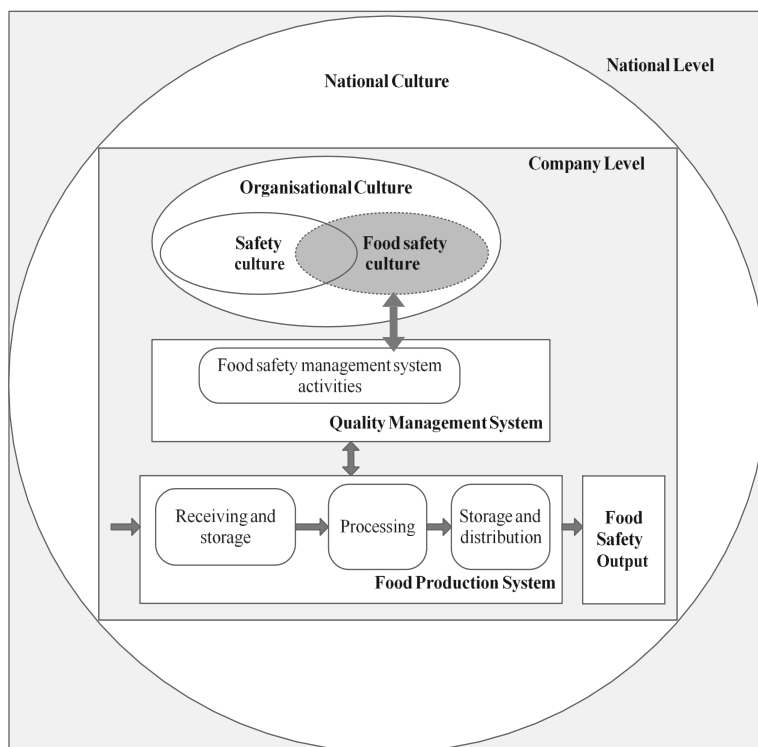 National Level
National Culture
Company Level
Organisational Culture
Safety
culture
Food safety
culture
Food safety management system
activities
Quality Management System
Receiving and
storage
Processing
Storage and
distribution
Food Production System
Food
Safety
Output